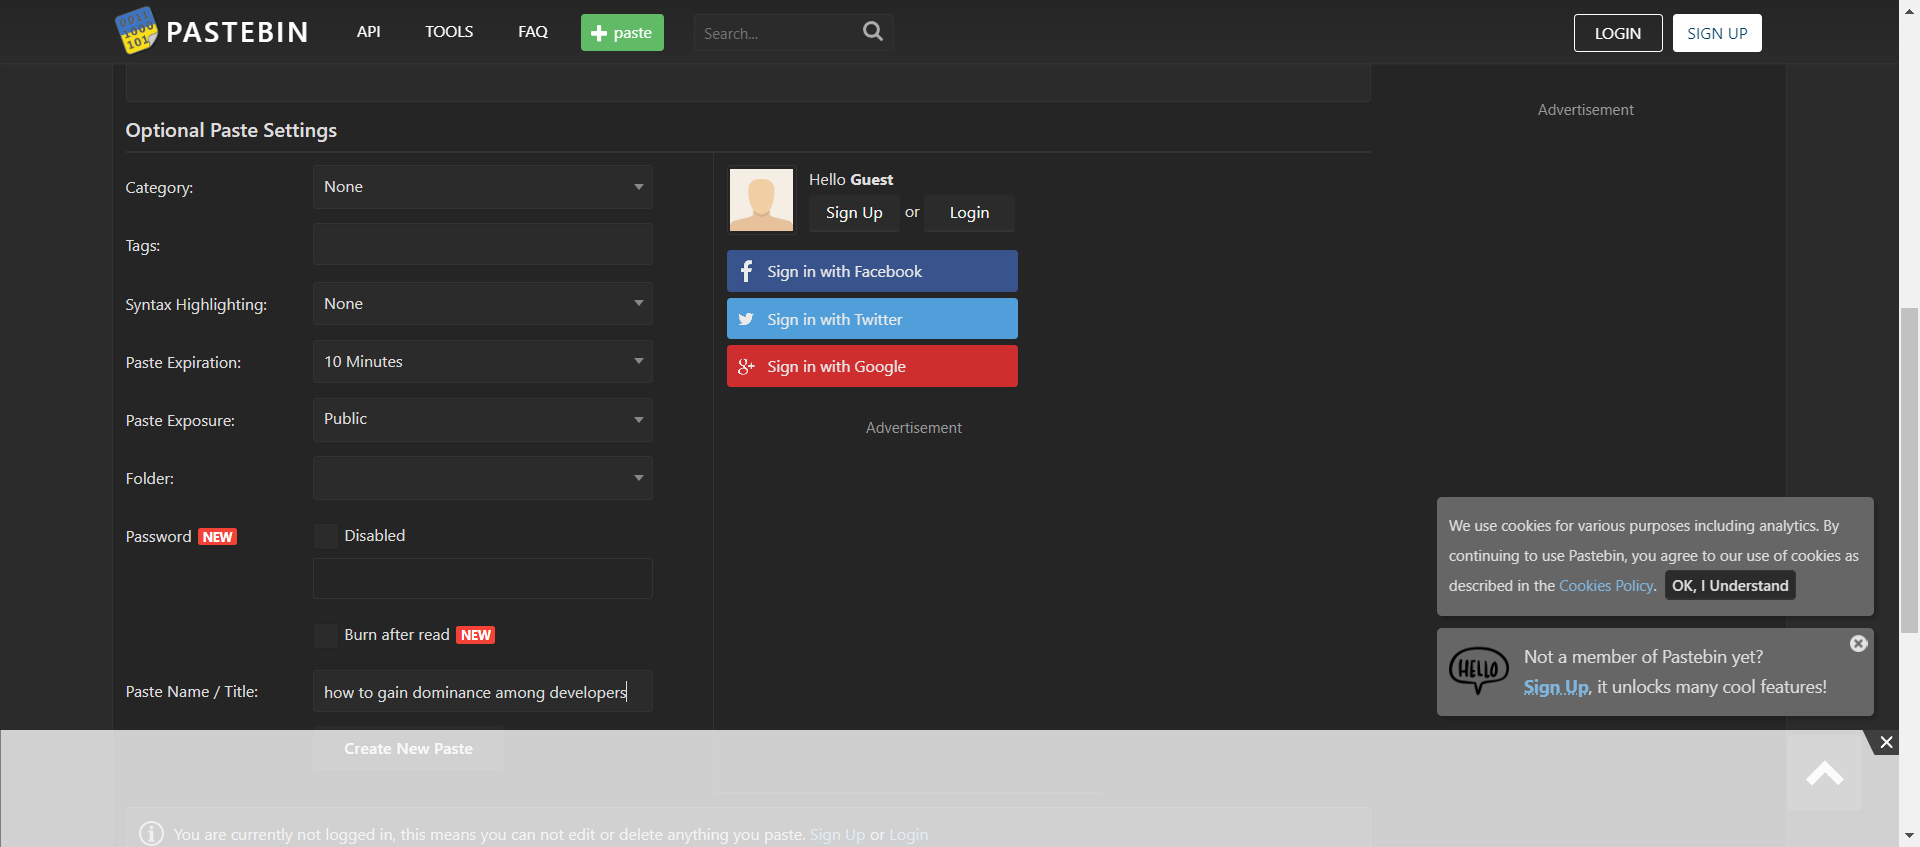 0011
1000
101
PASTEBIN
API
TOOLS
FAQ
paste
Search...
LOGIN
SIGN UP
Advertisement
Optional Paste Settings
Category:
None
Tags:
Syntax Highlighting:
None
Paste Expiration:
10 Minutes
Paste Exposure:
Public
Folder:
Password NEW
Disabled
Burn after read NEW
Paste Name / Title:
how to gain dominance among developers
Create New Paste
Hello Guest
Sign Up or Login
Sign in with Facebook
Sign in with Twitter
Sign in with Google
Advertisement
We use cookies for various purposes including analytics. By
continuing to use Pastebin, you agree to our use of cookies as
described in the Cookies Policy. OK, I Understand
HELLO
Not a member of Pastebin yet?
Sign Up, it unlocks many cool features!
You are currently not logged in, this means you can not edit or delete anything you paste. Sign Up or Login